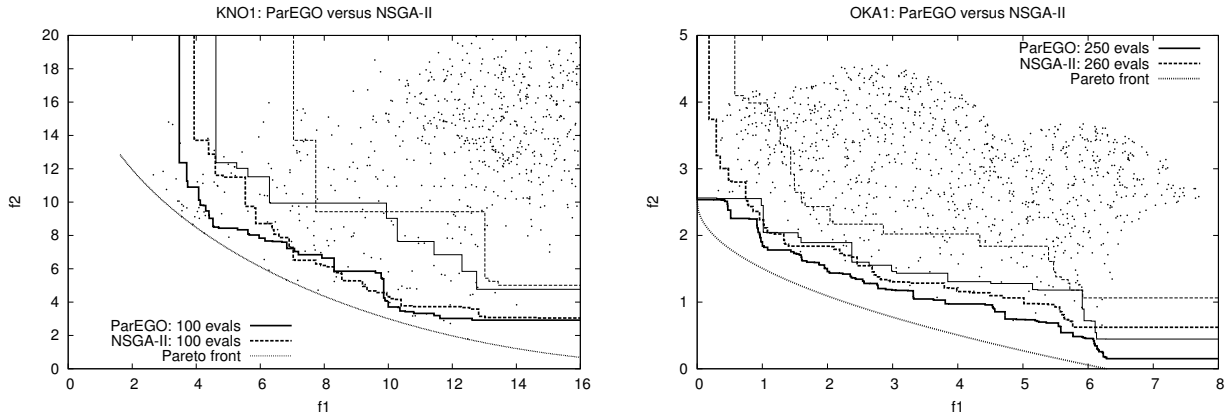 KNO1: ParEGO versus NSGA-II
20
18
16
14
12
10
8
6
4
2
0
f2
ParEGO: 100 evals
NSGA-II: 100 evals
Pareto front
0 2 4 6 8 10 12 14 16
f1
OKA1: ParEGO versus NSGA-II
5
4
3
2
1
0
f2
ParEGO: 250 evals
NSGA-II: 260 evals
Pareto front
0 1 2 3 4 5 6 7 8
f1